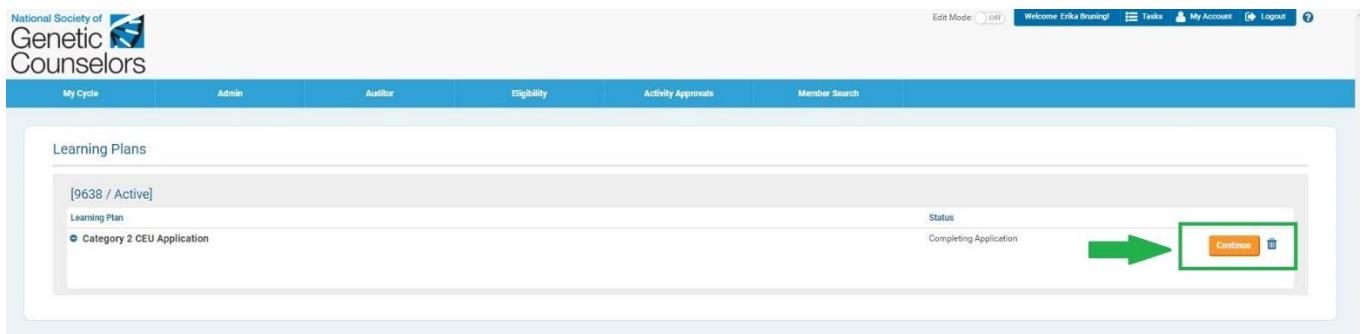 National Society of
Genetic
Counselors
Edit Mode: OFF
Welcome Erika Bruning! Tasks My Account Logout ?
My Cycle Admin Auditor Eligibility Activity Approvals Member Search
Learning Plans
[9638 / Active]
Learning Plan Status
Category 2 CEU Application Completing Application Continue